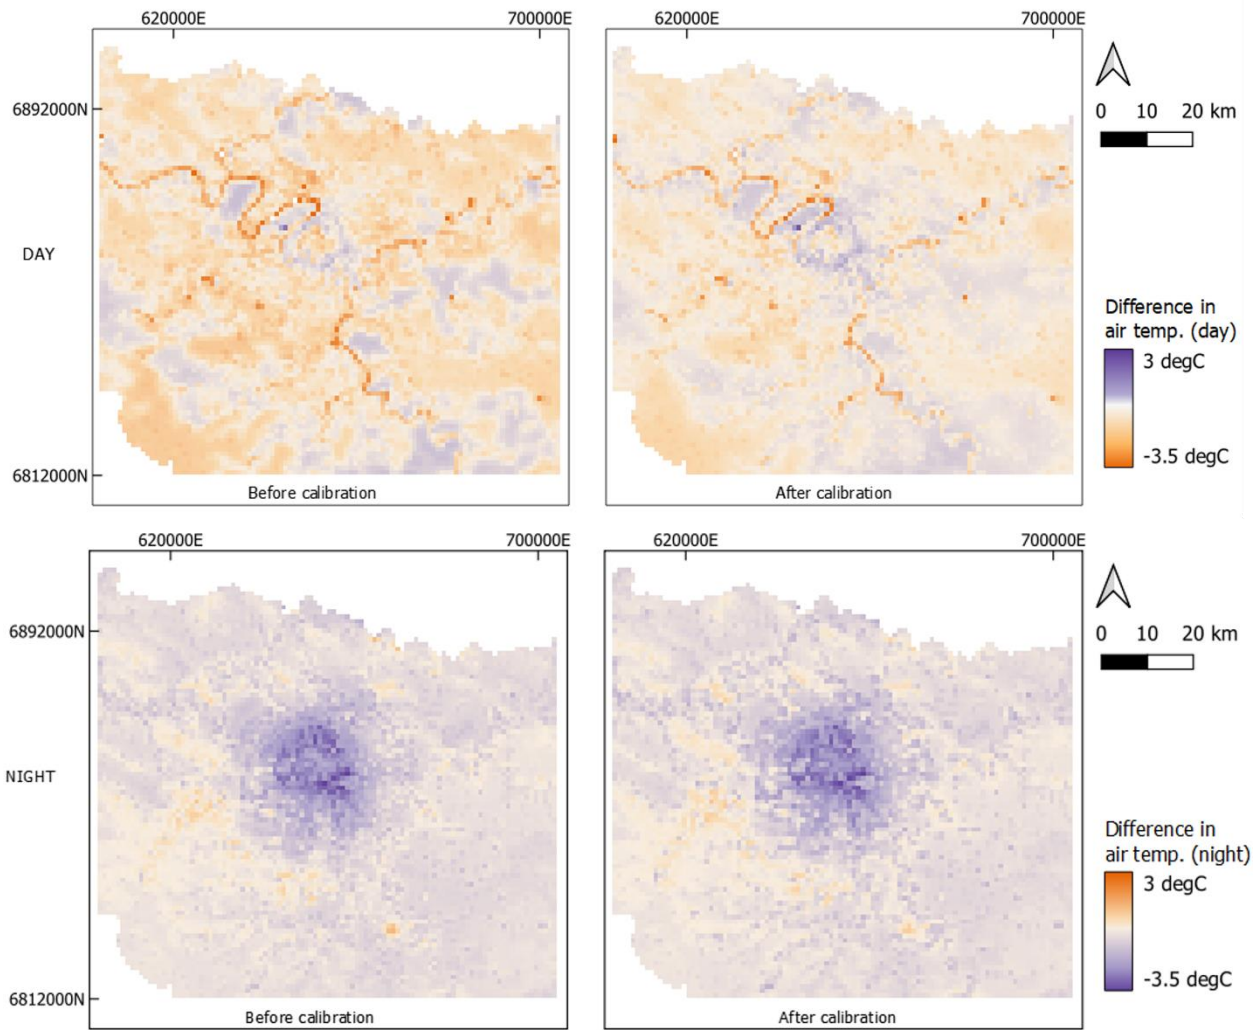 620000E
700000E
620000E
700000E
6892000N
0 10 20 km
DAY
Difference in
air temp. (day)
3 degC
-3.5 degC
6812000N
Before calibration
After calibration
620000E
700000E
620000E
700000E
6892000N
0 10 20 km
NIGHT
Difference in
air temp. (night)
3 degC
-3.5 degC
6812000N
Before calibration
After calibration